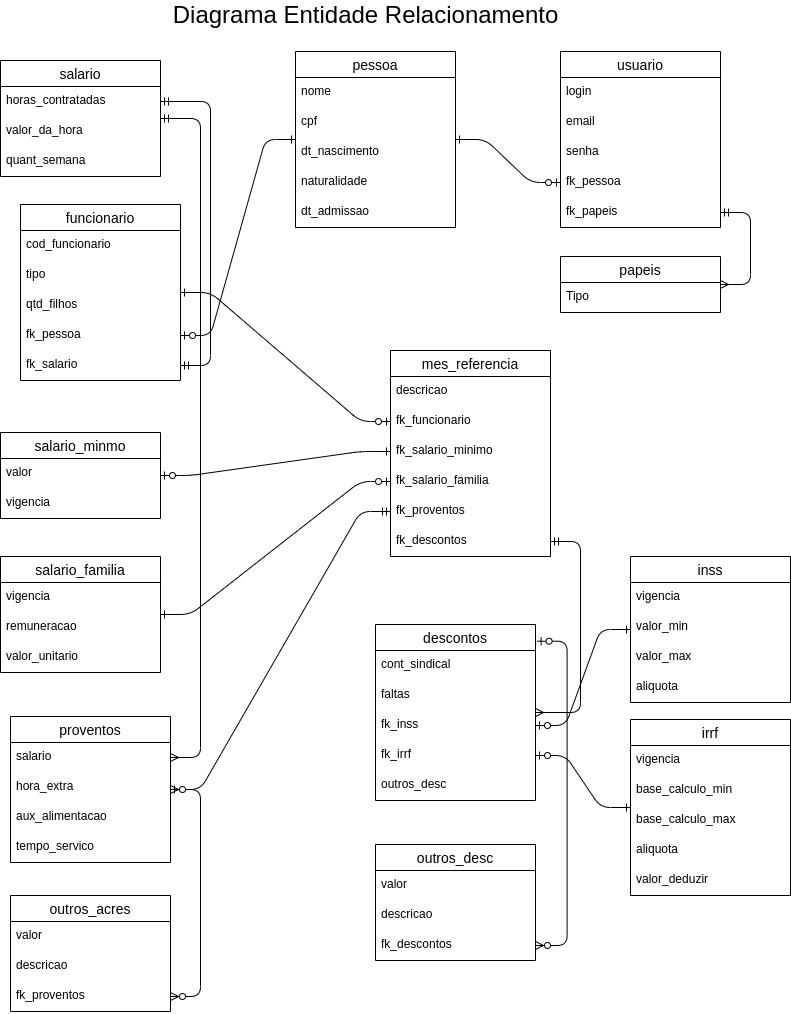 Diagrama Entidade Relacionamento
salario
horas_contratadas
valor_da_hora
quant_semana
pessoa
nome
cpf
dt_nascimento
naturalidade
dt_admissao
usuario
login
email
senha
fk_pessoa
fk_papeis
funcionario
cod_funcionario
tipo
qtd_filhos
fk_pessoa
fk_salario
papeis
Tipo
mes_referencia
descricao
fk_funcionario
fk_salario_minimo
fk_salario_familia
fk_proventos
fk_descontos
salario_minmo
valor
vigencia
salario_familia
vigencia
remuneracao
valor_unitario
inss
vigencia
valor_min
valor_max
aliquota
descontos
cont_sindical
faltas
fk_inss
fk_irrf
outros_desc
proventos
salario
hora_extra
aux_alimentacao
tempo_servico
irrf
vigencia
base_calculo_min
base_calculo_max
aliquota
valor_deduzir
outros_desc
valor
descricao
fk_descontos
outros_acres
valor
descricao
fk_proventos